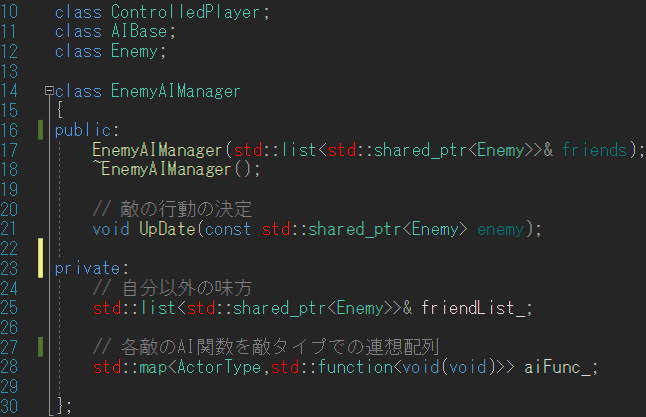 10 class ControlledPlayer;
11 class AIBase;
12 class Enemy;
13
14 class EnemyAIManager
15 {
16 public:
17 EnemyAIManager(std::list<std::shared_ptr<Enemy>>& friends);
18 ~EnemyAIManager();
19
20 // 敵の行動の決定
21 void UpDate(const std::shared_ptr<Enemy> enemy);
22
23 private:
24 // 自分以外の味方
25 std::list<std::shared_ptr<Enemy>>& friendList_;
26
27 // 各敵のAI関数を敵タイプでの連想配列
28 std::map<ActorType,std::function<void(void)>> aiFunc_;
29
30 };